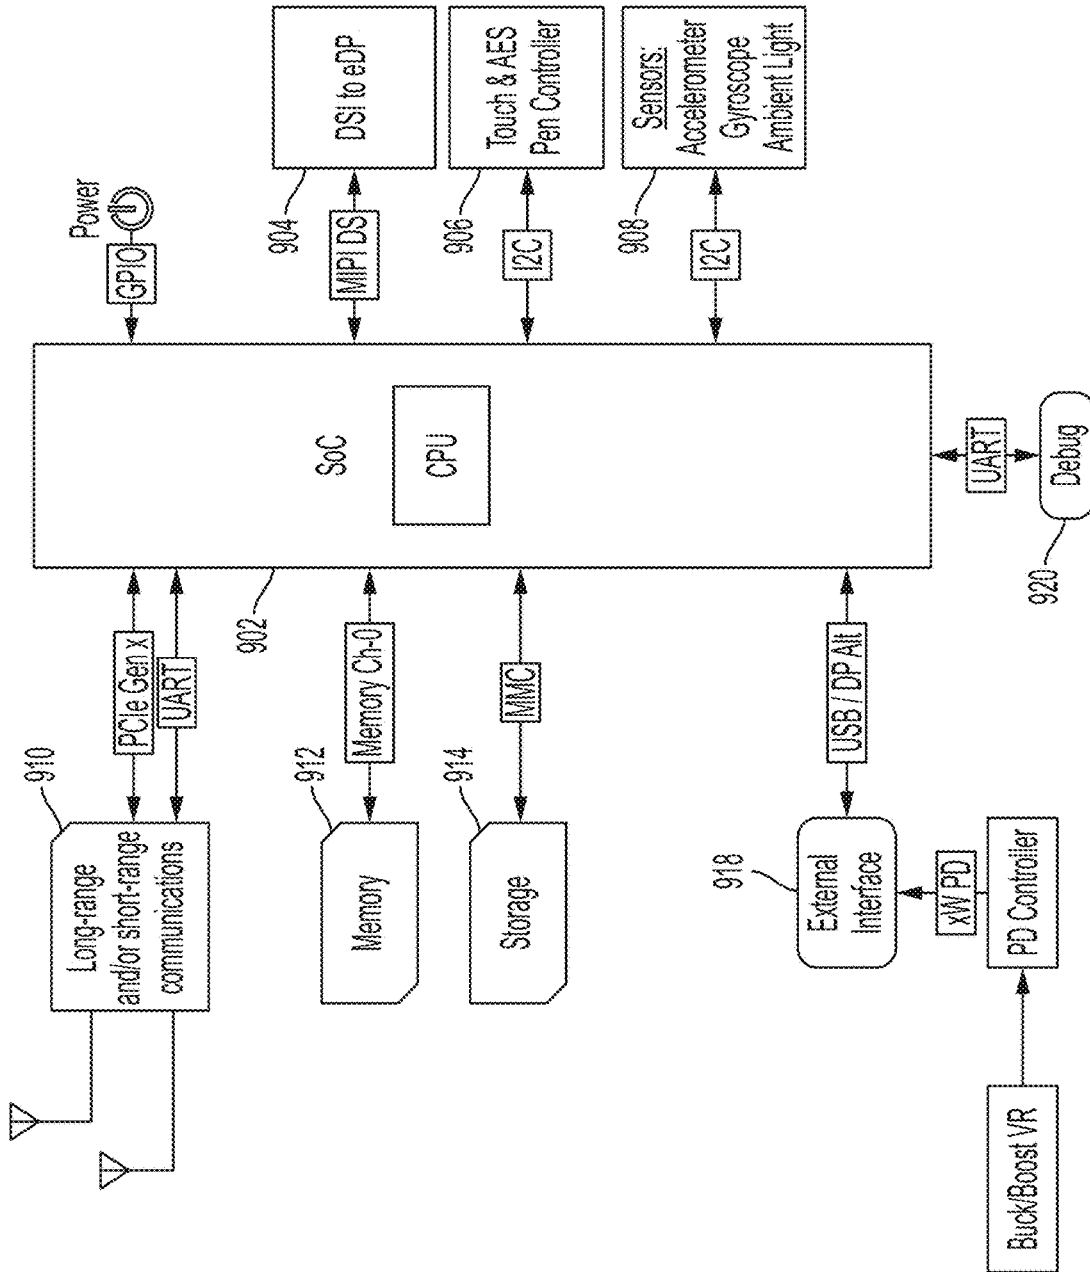 910
Long-range
and/or short-range
communications
PCIe Gen x
UART
902
912
Memory
Memory Ch-0
914
Storage
MMC
918
External
Interface
USB / DP Alt
xW PD
PD Controller
Buck/Boost VR
SoC
CPU
UART
Debug
920
Power
GPIO
904
MIPI DS
DSI to eDP
906
I2C
Touch & AES
Pen Controller
908
I2C
Sensors:
Accelerometer
Gyroscope
Ambient Light